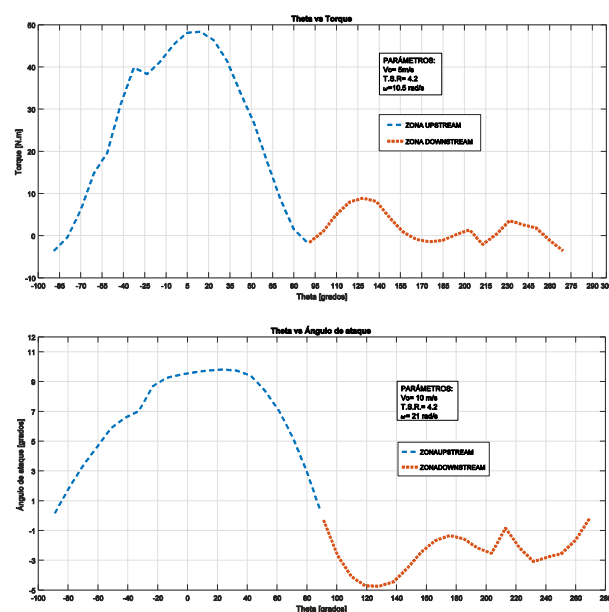 Theta vs Torque
Torque [N.m]
60
50
40
30
20
10
0
-10
PARÁMETROS:
Vo= 5m/s
T.S.R= 4.2
ω=10.5 rad/s
ZONA UPSTREAM
ZONA DOWNSTREAM
-100 -85 -70 -55 -40 -25 -10 5 20 35 50 65 80 95 110 125 140 155 170 185 200 215 230 245 260 275 290 30
Theta [grados]
Theta vs Ángulo de ataque
Ángulo de ataque [grados]
12
11
9
7
5
3
1
-1
-3
-5
PARÁMETROS:
Vo= 10 m/s
T.S.R.= 4.2
ω= 21 rad/s
ZONAUPSTREAM
ZONADOWNSTREAM
-100 -80 -60 -40 -20 0 20 40 60 80 100 120 140 160 180 200 220 240 260 280
Theta [grados]